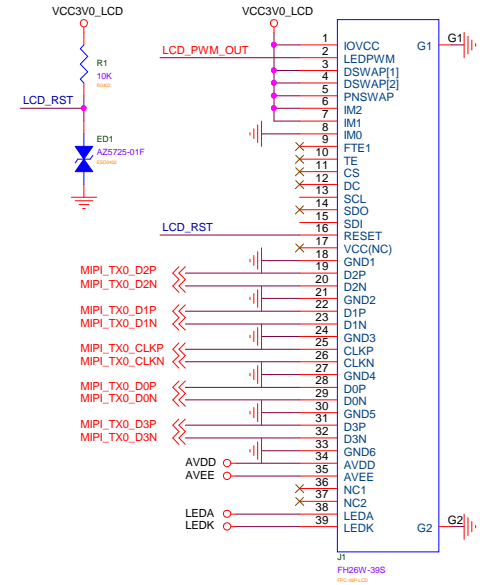 VCC3V0_LCD
VCC3V0_LCD
R1
10K
R0402
LCD_RST
ED1
AZ5725-01F
ESD0402
LCD_PWM_OUT
LCD_RST
MIPI_TX0_D2P
MIPI_TX0_D2N
MIPI_TX0_D1P
MIPI_TX0_D1N
MIPI_TX0_CLKP
MIPI_TX0_CLKN
MIPI_TX0_D0P
MIPI_TX0_D0N
MIPI_TX0_D3P
MIPI_TX0_D3N
AVDD
AVEE
LEDA
LEDK
1 IOVCC G1 G1
2 LEDPWM
3 DSWAP[1]
4 DSWAP[2]
5 PNSWAP
6 IM2
7 IM1
8 IM0
9 FTE1
10 TE
11 CS
12 DC
13 SCL
14 SDO
15 SDI
16 RESET
17 VCC(NC)
18 GND1
19 D2P
20 D2N
21 GND2
22 D1P
23 D1N
24 GND3
25 CLKP
26 CLKN
27 GND4
28 D0P
29 D0N
30 GND5
31 D3P
32 D3N
33 GND6
34 AVDD
35 AVEE
36 NC1
37 NC2
38 LEDA
39 LEDK G2 G2
J1
FH26W-39S